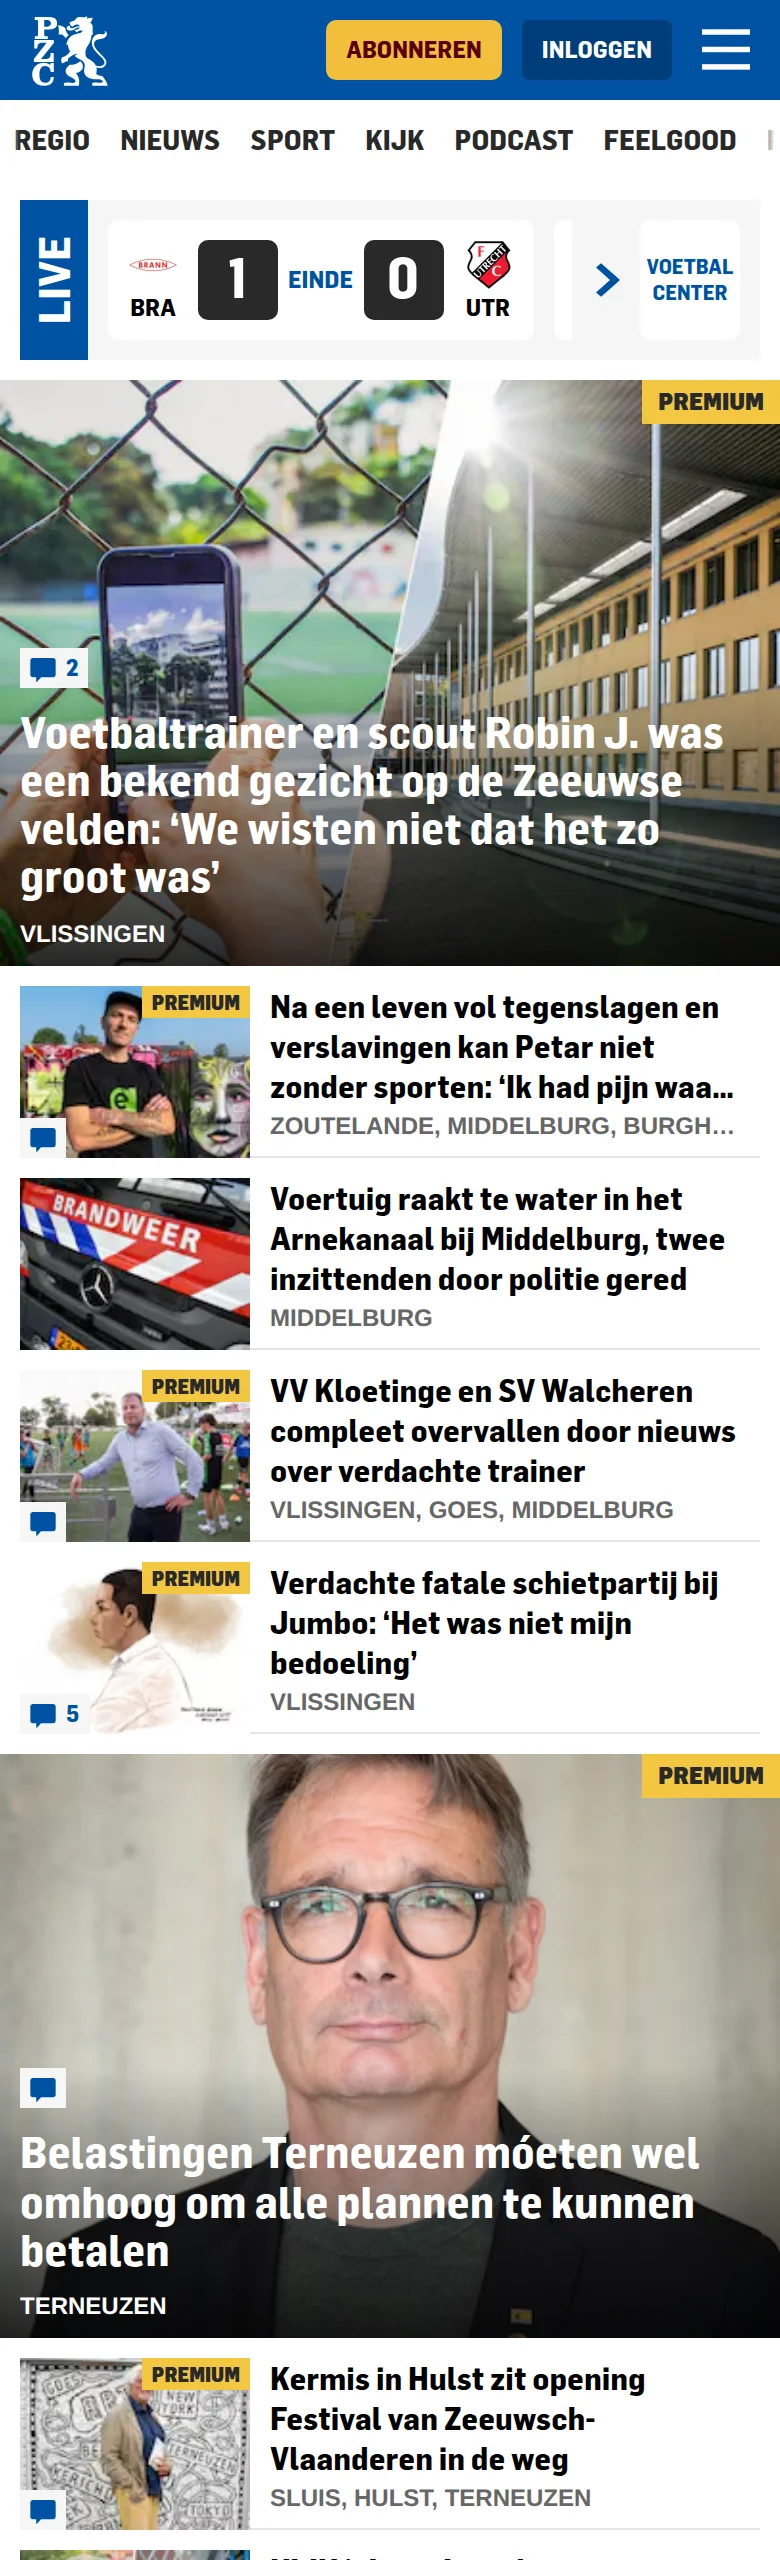 PZC
ABONNEREN
INLOGGEN
REGIO NIEUWS SPORT KIJK PODCAST FEELGOOD
LIVE
BRANN
BRA
1
EINDE
0
FC UTRECHT
UTR
VOETBAL
CENTER
PREMIUM
2
Voetbaltrainer en scout Robin J. was
een bekend gezicht op de Zeeuwse
velden: ‘We wisten niet dat het zo
groot was’
VLISSINGEN
PREMIUM
Na een leven vol tegenslagen en
verslavingen kan Petar niet
zonder sporten: ‘Ik had pijn waa...
ZOUTELANDE, MIDDELBURG, BURGH...
BRANDWEER
Voertuig raakt te water in het
Arnekanaal bij Middelburg, twee
inzittenden door politie gered
MIDDELBURG
PREMIUM
VV Kloetinge en SV Walcheren
compleet overvallen door nieuws
over verdachte trainer
VLISSINGEN, GOES, MIDDELBURG
PREMIUM
5
Verdachte fatale schietpartij bij
Jumbo: ‘Het was niet mijn
bedoeling’
VLISSINGEN
PREMIUM
Belastingen Terneuzen móeten wel
omhoog om alle plannen te kunnen
betalen
TERNEUZEN
PREMIUM
GOES
NEW
YORK
TERNEUZEN
TOKYO
Kermis in Hulst zit opening
Festival van Zeeuwsch-
Vlaanderen in de weg
SLUIS, HULST, TERNEUZEN